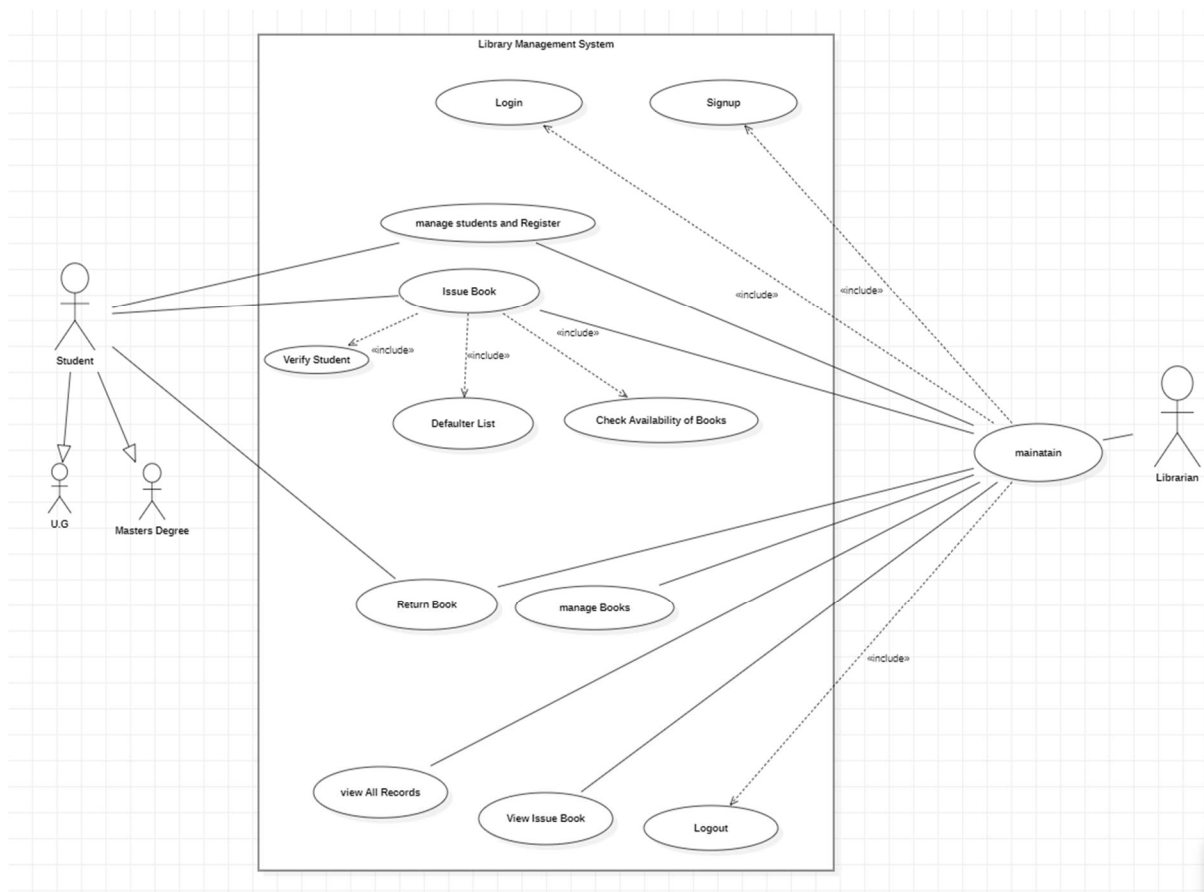 Library Management System
Login
Signup
manage students and Register
Issue Book
«include»
«include»
«include»
Verify Student
«include»
«include»
Student
Defaulter List
Check Availability of Books
mainatain
Librarian
U.G
Masters Degree
Return Book
manage Books
«include»
view All Records
View Issue Book
Logout